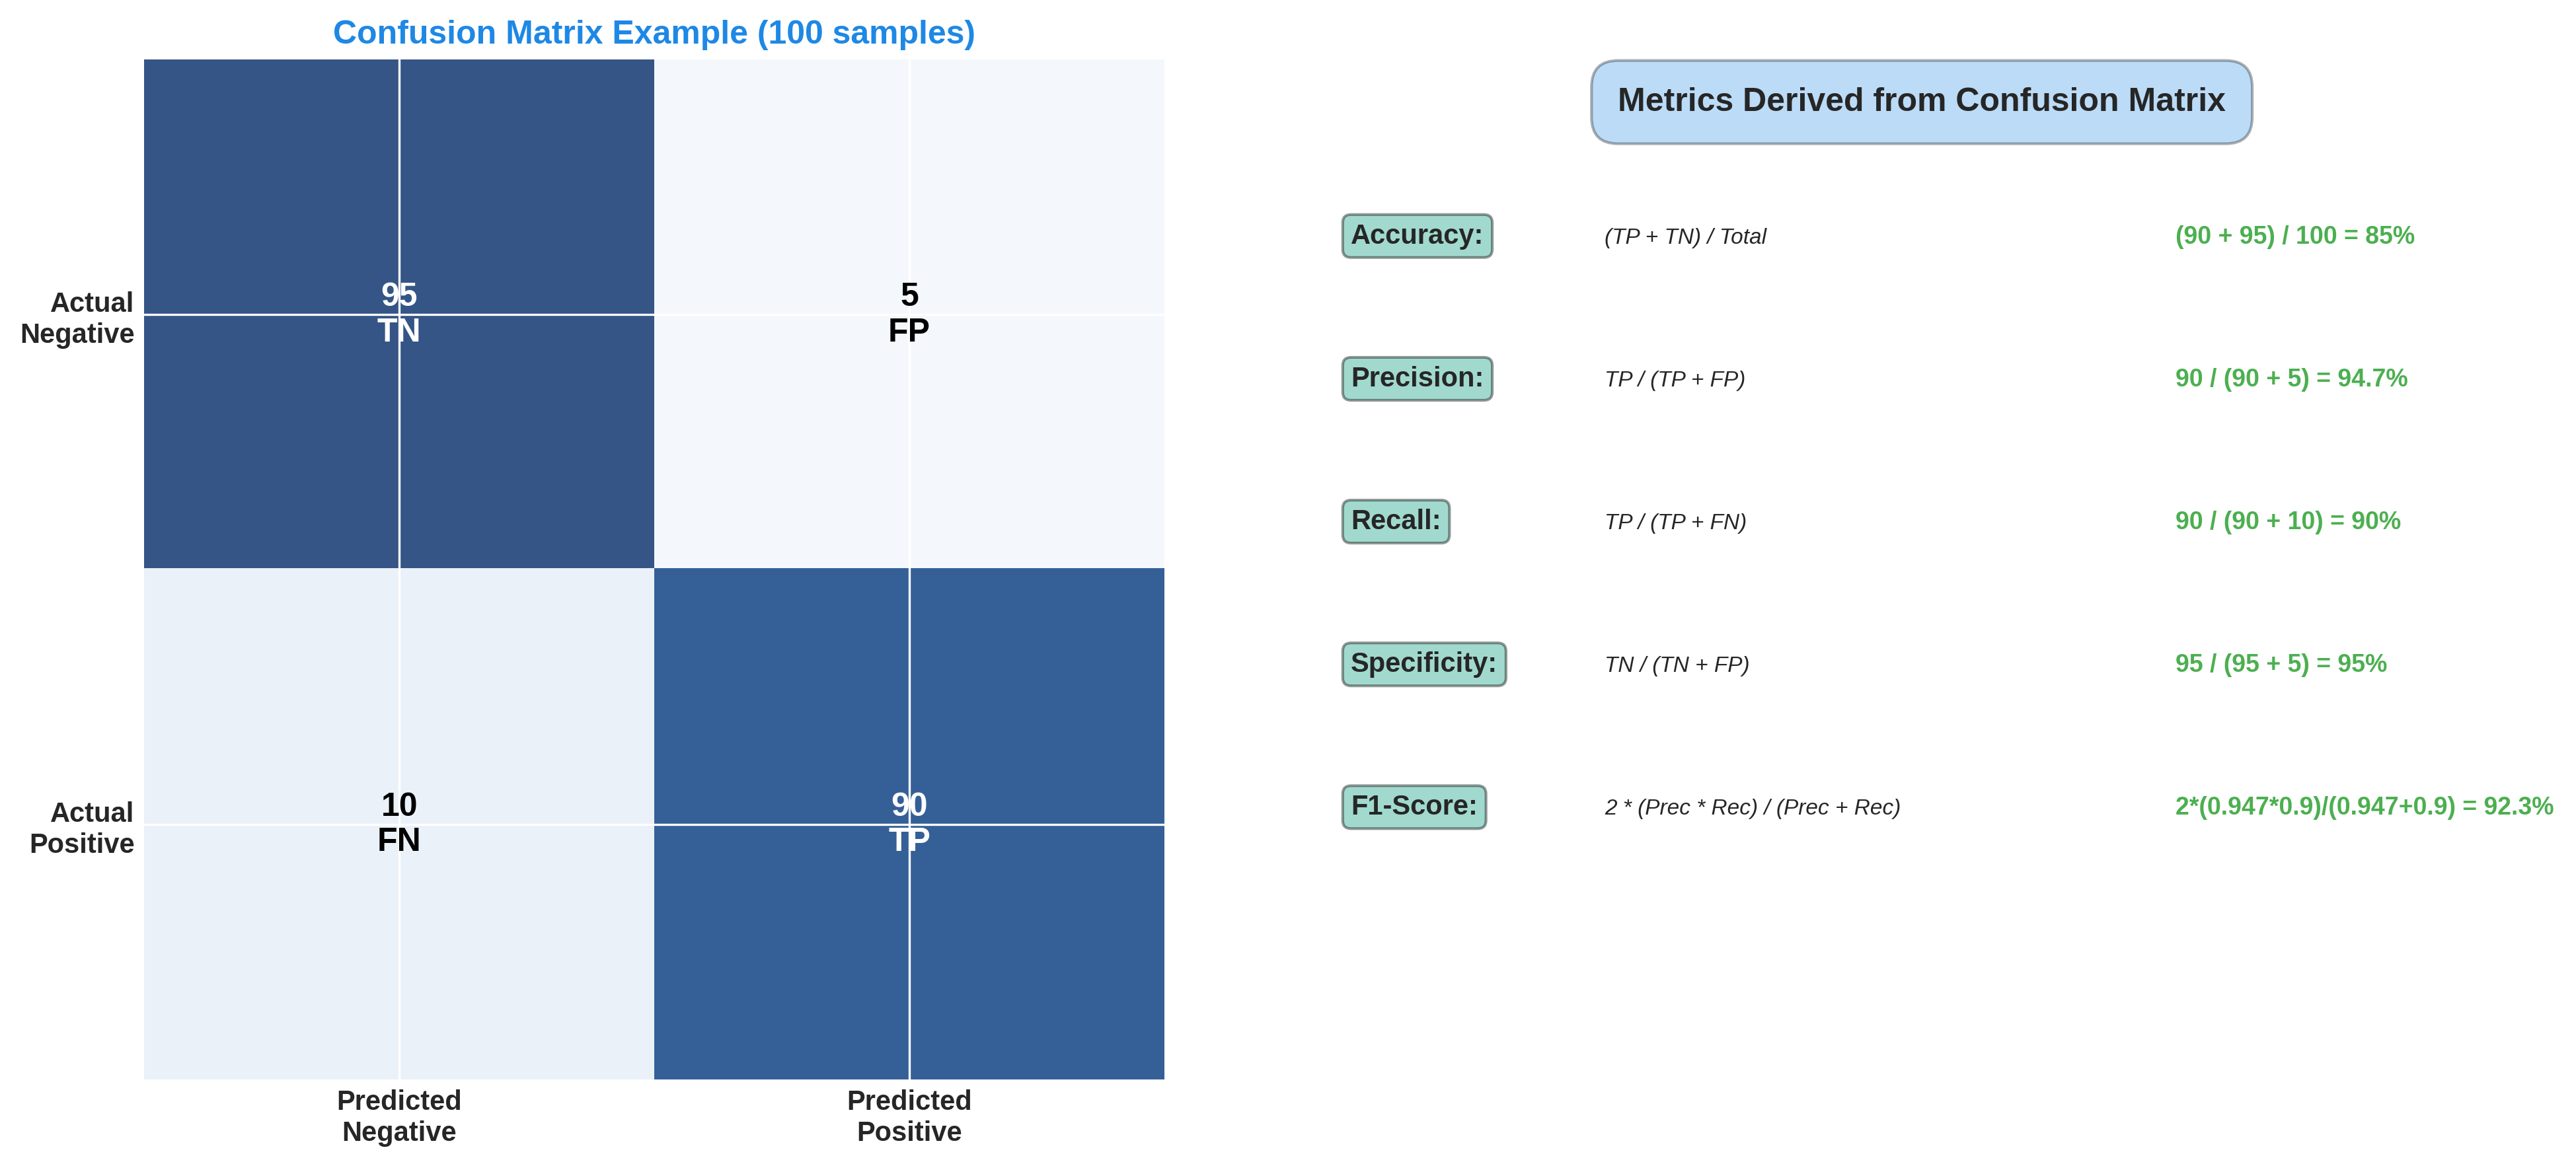 Confusion Matrix Example (100 samples)
Actual
Negative
95
TN
5
FP
Actual
Positive
10
FN
90
TP
Predicted
Negative
Predicted
Positive
Metrics Derived from Confusion Matrix
Accuracy: (TP + TN) / Total (90 + 95) / 100 = 85%
Precision: TP / (TP + FP) 90 / (90 + 5) = 94.7%
Recall: TP / (TP + FN) 90 / (90 + 10) = 90%
Specificity: TN / (TN + FP) 95 / (95 + 5) = 95%
F1-Score: 2 * (Prec * Rec) / (Prec + Rec) 2*(0.947*0.9)/(0.947+0.9) = 92.3%